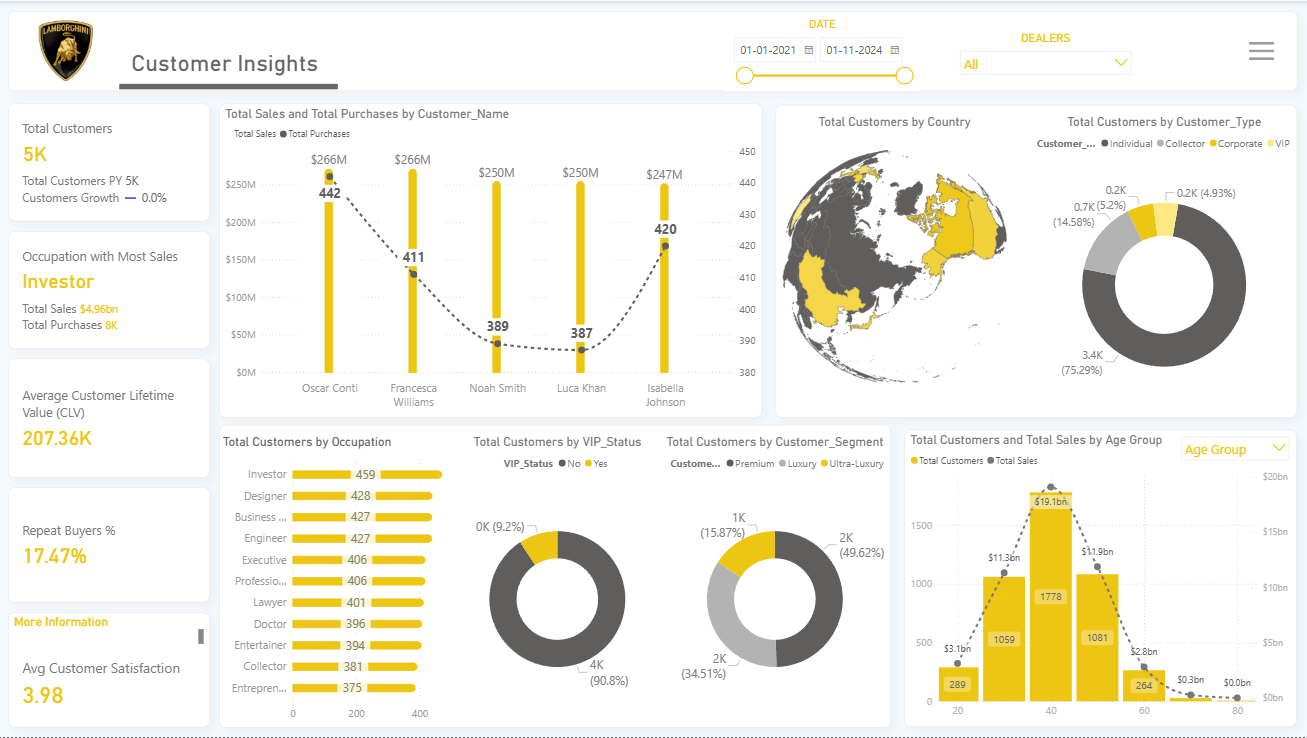 LAMBORGHINI
Customer Insights
DATE
01-01-2021
01-11-2024
DEALERS
All
Total Customers
5K
Total Customers PY 5K
Customers Growth 0.0%
Occupation with Most Sales
Investor
Total Sales $4.96bn
Total Purchases 8K
Average Customer Lifetime
Value (CLV)
207.36K
Repeat Buyers %
17.47%
More Information
Avg Customer Satisfaction
3.98
Total Sales and Total Purchases by Customer_Name
Total Sales Total Purchases
$266M $266M $250M $250M $247M
$250M
$200M
$150M
$100M
$50M
$0M
442
411
389
387
420
450
440
430
420
410
400
390
380
Oscar Conti
Francesca
Williams
Noah Smith
Luca Khan
Isabella
Johnson
Total Customers by Country
Total Customers by Customer_Type
Customer_... Individual Collector Corporate VIP
0.2K
(5.2%)
0.2K (4.93%)
0.7K
(14.58%)
3.4K
(75.29%)
Total Customers by Occupation
Investor 459
Designer 428
Business ... 427
Engineer 427
Executive 406
Professio... 406
Lawyer 401
Doctor 396
Entertainer 394
Collector 381
Entrepren... 375
0 200 400
Total Customers by VIP_Status
VIP_Status No Yes
0K (9.2%)
4K
(90.8%)
Total Customers by Customer_Segment
Custome... Premium Luxury Ultra-Luxury
1K
(15.87%)
2K
(49.62%)
2K
(34.51%)
Total Customers and Total Sales by Age Group
Age Group
Total Customers Total Sales
1500
1000
500
0
$20bn
$15bn
$10bn
$5bn
$0bn
$3.1bn
$11.3bn
$19.1bn
$11.9bn
$2.8bn
$0.3bn
$0.0bn
289
1059
1778
1081
264
20 40 60 80